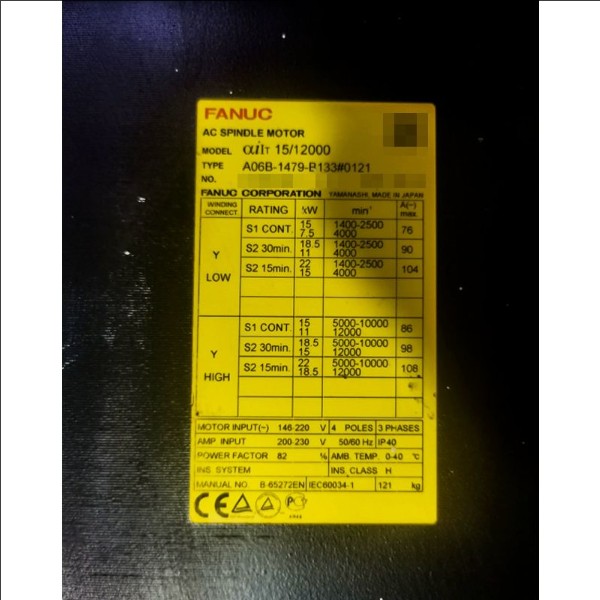 FANUC
AC SPINDLE MOTOR
MODEL αiIT 15/12000
TYPE A06B-1479-B133#0121
NO.
FANUC CORPORATION YAMANASHI, MADE IN JAPAN
WINDING CONNECT RATING kW min⁻¹ A(~) max.
Y LOW
S1 CONT. 15 1400-2500 76
7.5 4000
S2 30min. 18.5 1400-2500 90
11 4000
S2 15min. 22 1400-2500 104
15 4000
Y HIGH
S1 CONT. 15 5000-10000 86
11 12000
S2 30min. 18.5 5000-10000 98
15 12000
S2 15min. 22 5000-10000 108
18.5 12000
MOTOR INPUT(~) 146-220 V 4 POLES 3 PHASES
AMP. INPUT 200-230 V 50/60 Hz IP40
POWER FACTOR 82 % AMB. TEMP. 0-40 ℃
INS. SYSTEM INS. CLASS H
MANUAL NO. B-65272EN IEC60034-1 121 kg
CE